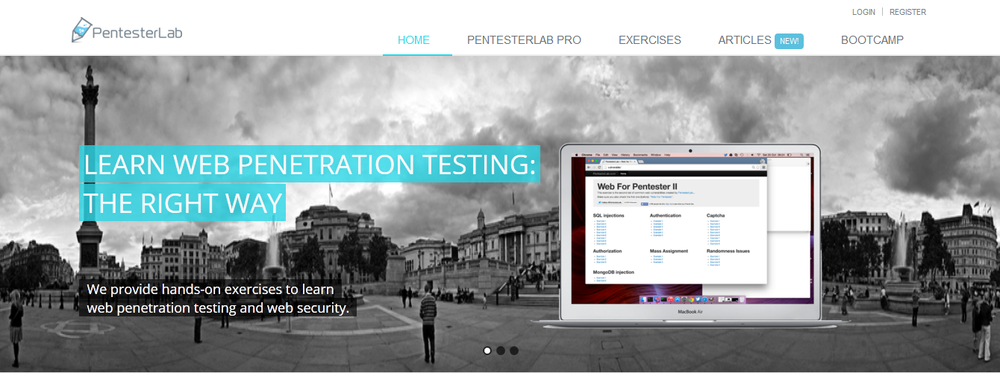 LOGIN | REGISTER
PentesterLab
HOME PENTESTERLAB PRO EXERCISES ARTICLES NEW! BOOTCAMP
LEARN WEB PENETRATION TESTING:
THE RIGHT WAY
We provide hands-on exercises to learn
web penetration testing and web security.
Web For Pentester II
SQL injections Authentication Captcha
Authorization Mass Assignment Randomness Issues
MongoDB injection
MacBook Air